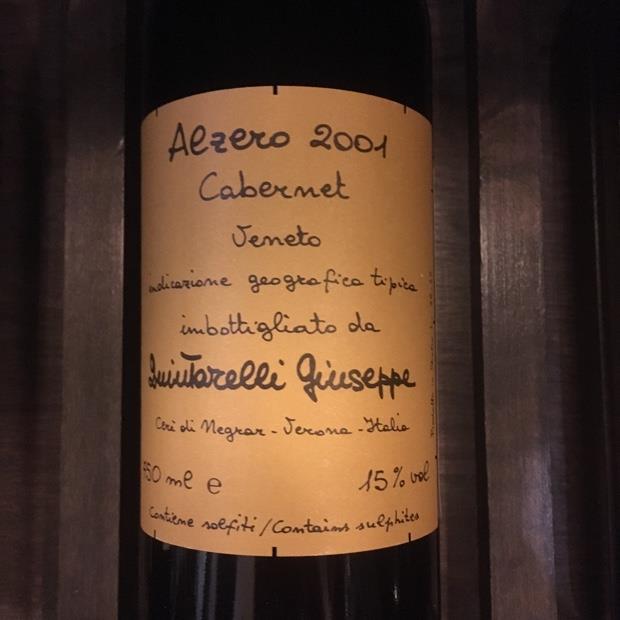 Alzero 2001
Cabernet
Veneto
indicazione geografica tipica
imbottigliato da
Quintarelli Giuseppe
Cerè di Negrar - Verona - Italia
750 ml e 15% vol
Contiene solfiti / Contains sulphites